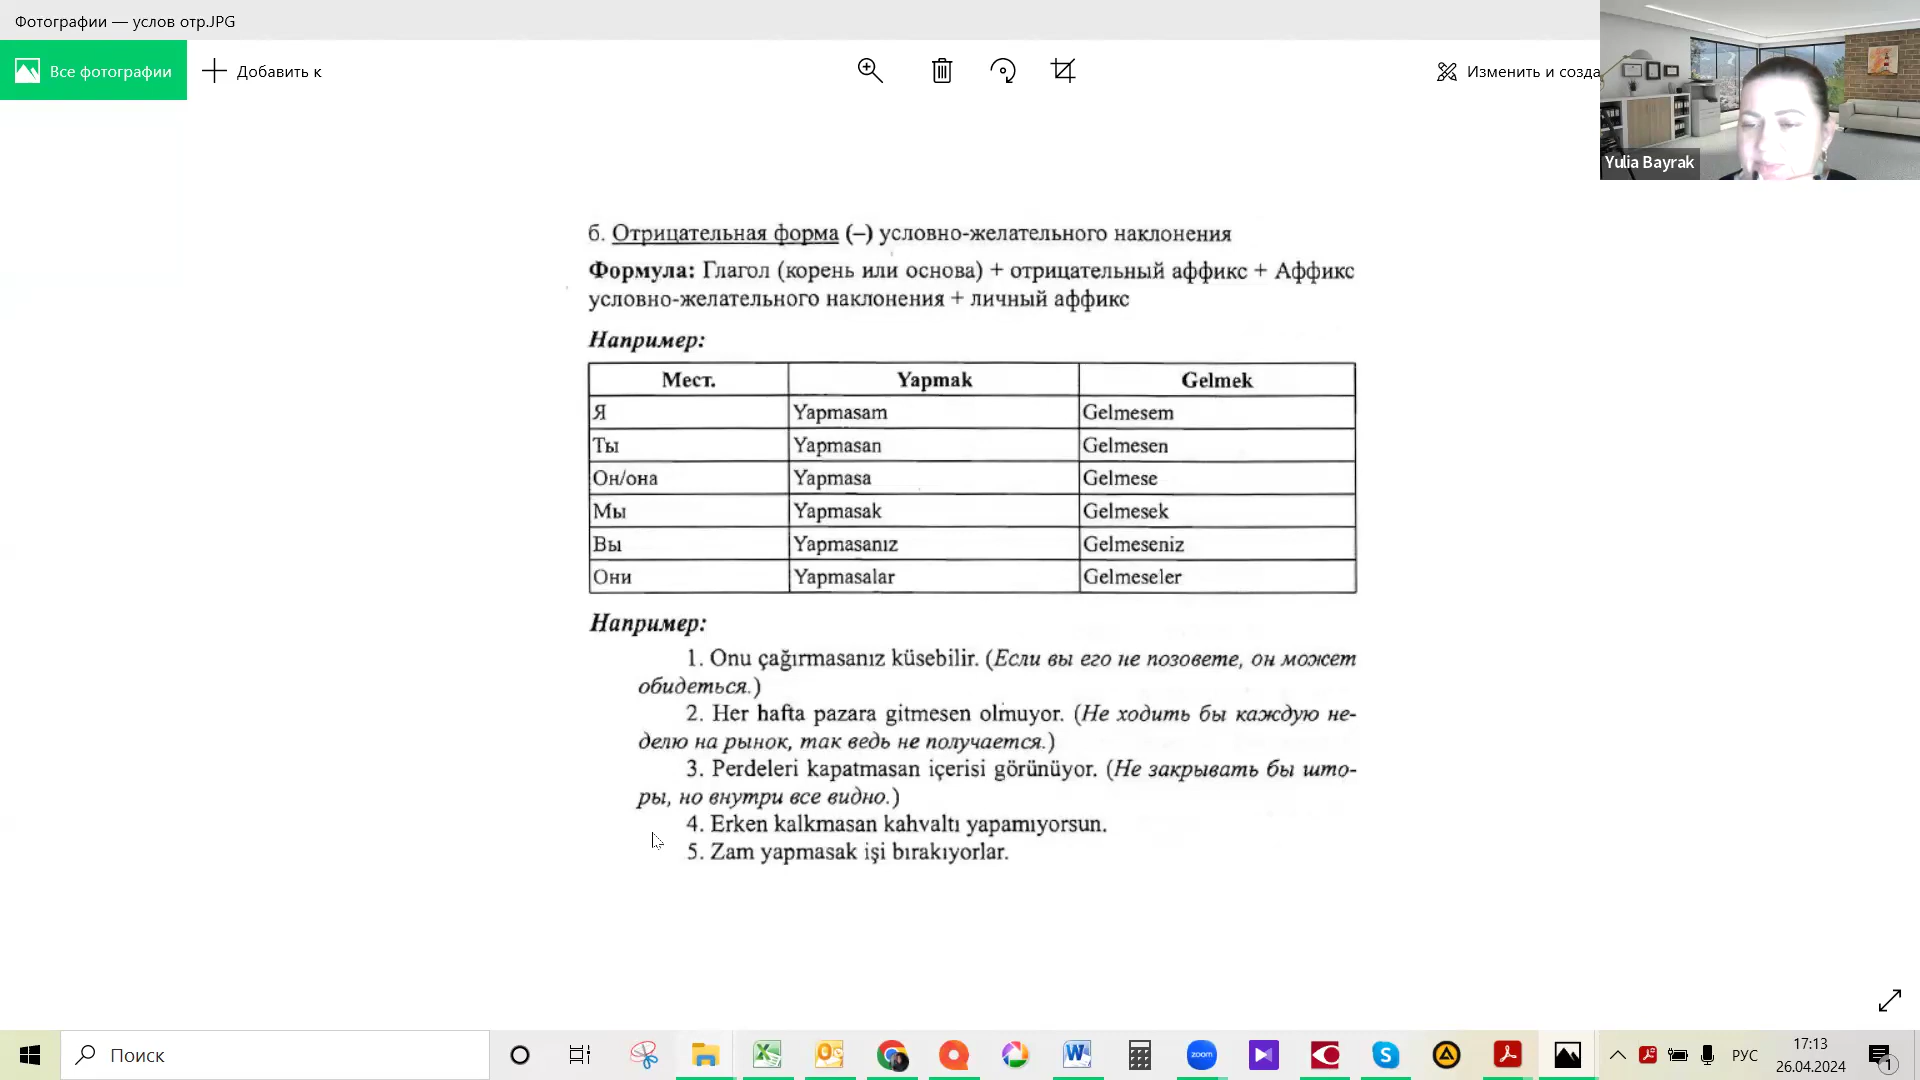 Фотографии — услов отр.JPG
Все фотографии
Добавить к
Изменить и созда
Yulia Bayrak
б. Отрицательная форма (–) условно-желательного наклонения
Формула: Глагол (корень или основа) + отрицательный аффикс + Аффикс
условно-желательного наклонения + личный аффикс
Например:
Мест. Yapmak Gelmek
Я Yapmasam Gelmesem
Ты Yapmasan Gelmesen
Он/она Yapmasa Gelmese
Мы Yapmasak Gelmesek
Вы Yapmasanız Gelmeseniz
Они Yapmasalar Gelmeseler
Например:
1. Onu çağırmasanız küsebilir. (Если вы его не позовете, он может
обидеться.)
2. Her hafta pazara gitmesen olmuyor. (Не ходить бы каждую не-
делю на рынок, так ведь не получается.)
3. Perdeleri kapatmasan içerisi görünüyor. (Не закрывать бы што-
ры, но внутри все видно.)
4. Erken kalkmasan kahvaltı yapamıyorsun.
5. Zam yapmasak işi bırakıyorlar.
Поиск
zoom
РУС
17:13
26.04.2024
1